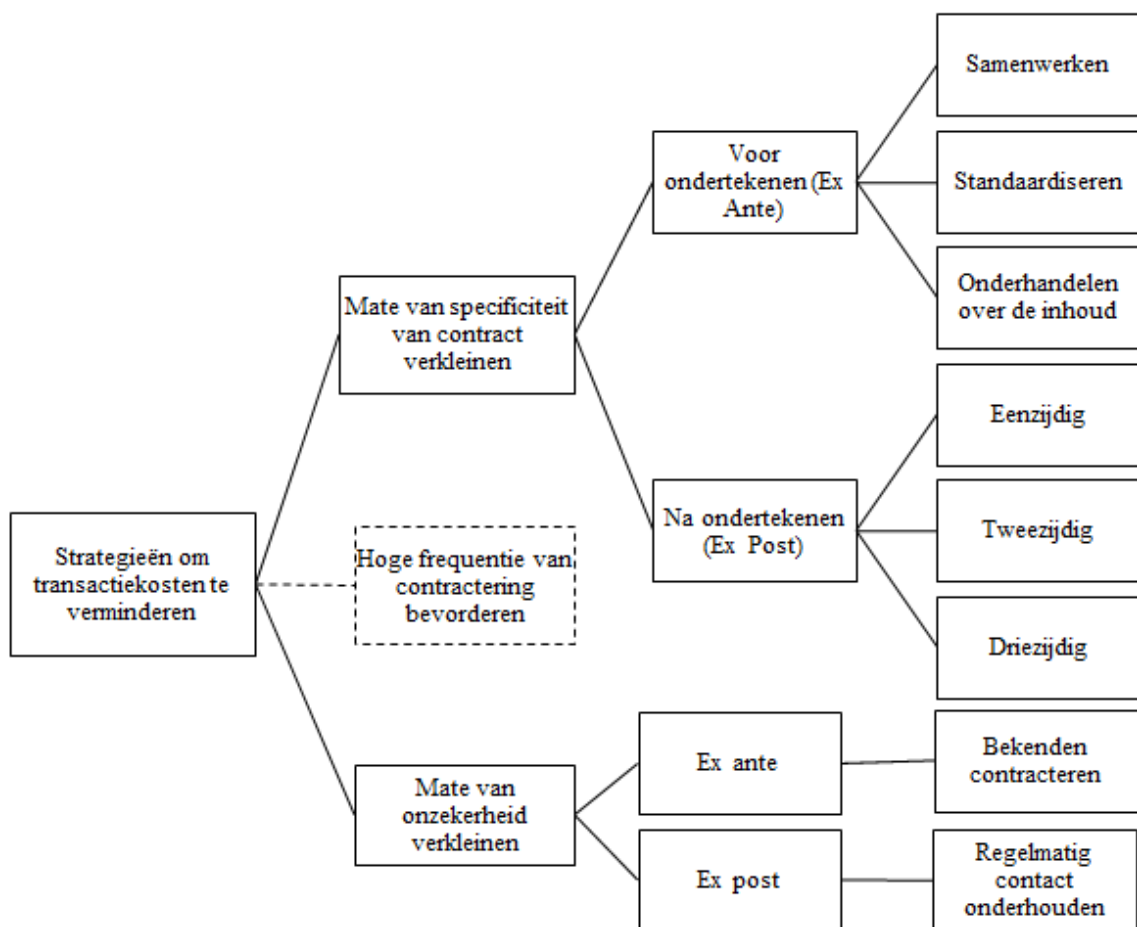 Samenwerken
Voor
ondertekenen (Ex
Ante)
Standaardiseren
Onderhandelen
over de inhoud
Mate van specificiteit
van contract
verkleinen
Eenzijdig
Na ondertekenen
(Ex Post)
Tweezijdig
Driezijdig
Strategieën om
transactiekosten te
verminderen
Hoge frequentie van
contractering
bevorderen
Mate van
onzekerheid
verkleinen
Ex ante
Bekenden
contracteren
Ex post
Regelmatig
contact
onderhouden